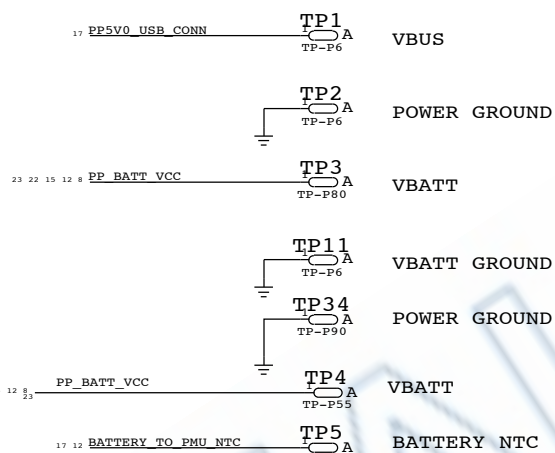 TP1
17 PP5V0_USB_CONN 1 A VBUS
TP-P6
TP2
1 A POWER GROUND
TP-P6
TP3
23 22 15 12 8 PP_BATT_VCC 1 A VBATT
TP-P80
TP11
1 A VBATT GROUND
TP-P6
TP34
1 A POWER GROUND
TP-P90
TP4
12 8 PP_BATT_VCC 1 A VBATT
23
TP-P55
TP5
17 12 BATTERY_TO_PMU_NTC 1 A BATTERY NTC